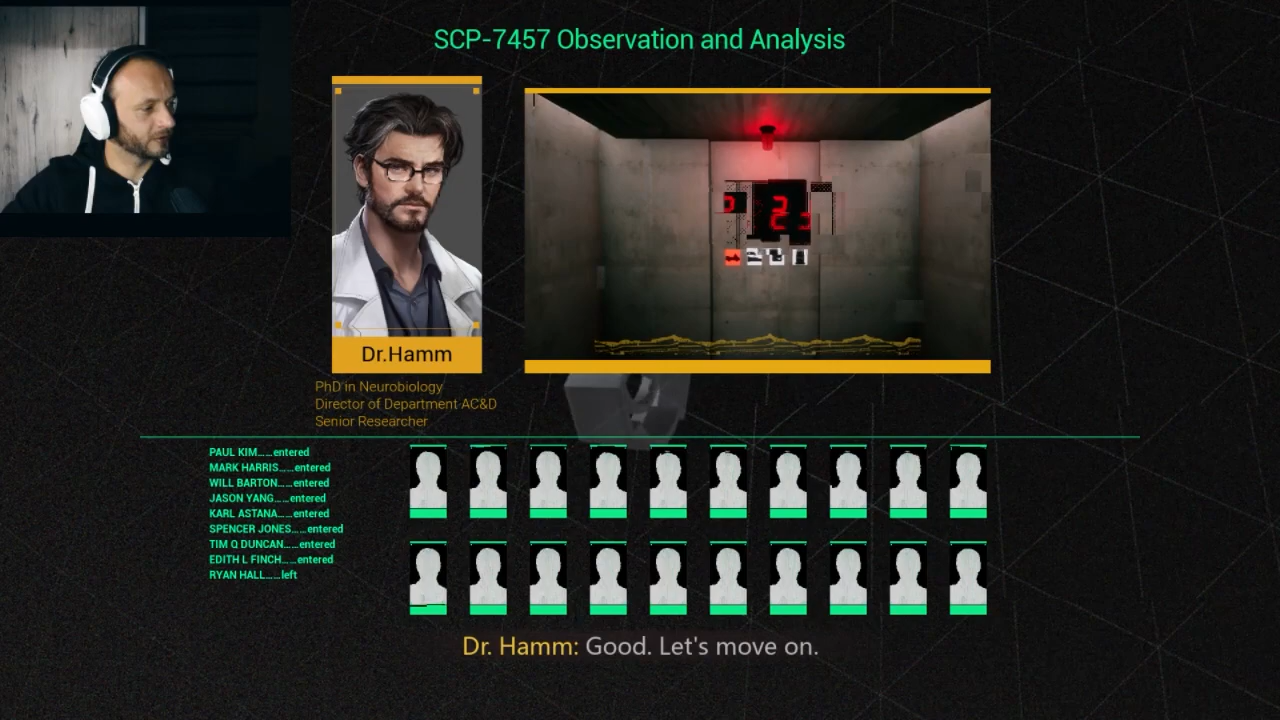 SCP-7457 Observation and Analysis
Dr.Hamm
PhD in Neurobiology
Director of Department AC&D
Senior Researcher
PAUL KIM......entered
MARK HARRIS......entered
WILL BARTON......entered
JASON YANG......entered
KARL ASTANA......entered
SPENCER JONES......entered
TIM Q DUNCAN......entered
EDITH L FINCH......entered
RYAN HALL......left
Dr. Hamm: Good. Let's move on.